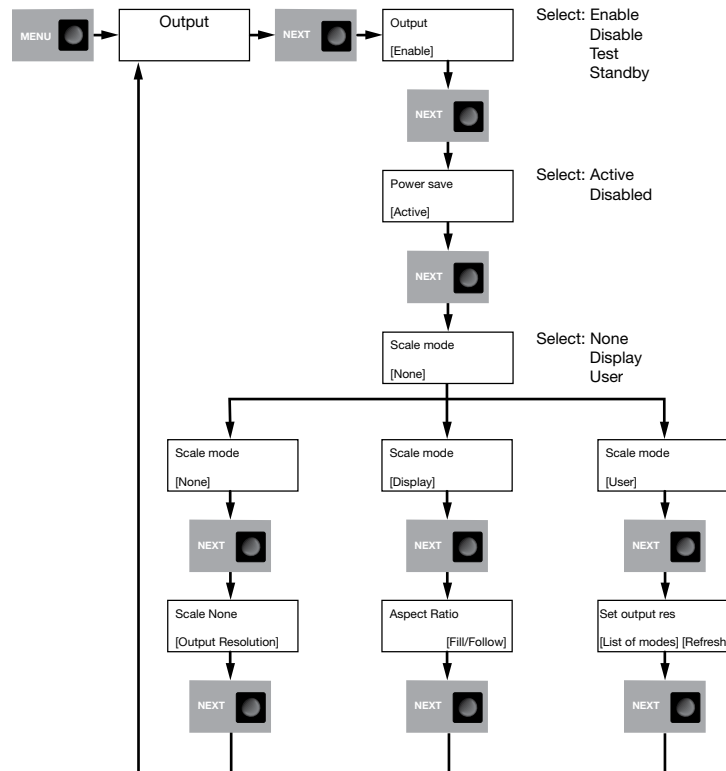 MENU
Output
NEXT
Output
[Enable]
Select: Enable
Disable
Test
Standby
NEXT
Power save
[Active]
Select: Active
Disabled
NEXT
Scale mode
[None]
Select: None
Display
User
Scale mode
[None]
Scale mode
[Display]
Scale mode
[User]
NEXT
NEXT
NEXT
Scale None
[Output Resolution]
Aspect Ratio
[Fill/Follow]
Set output res
[List of modes] [Refresh
NEXT
NEXT
NEXT